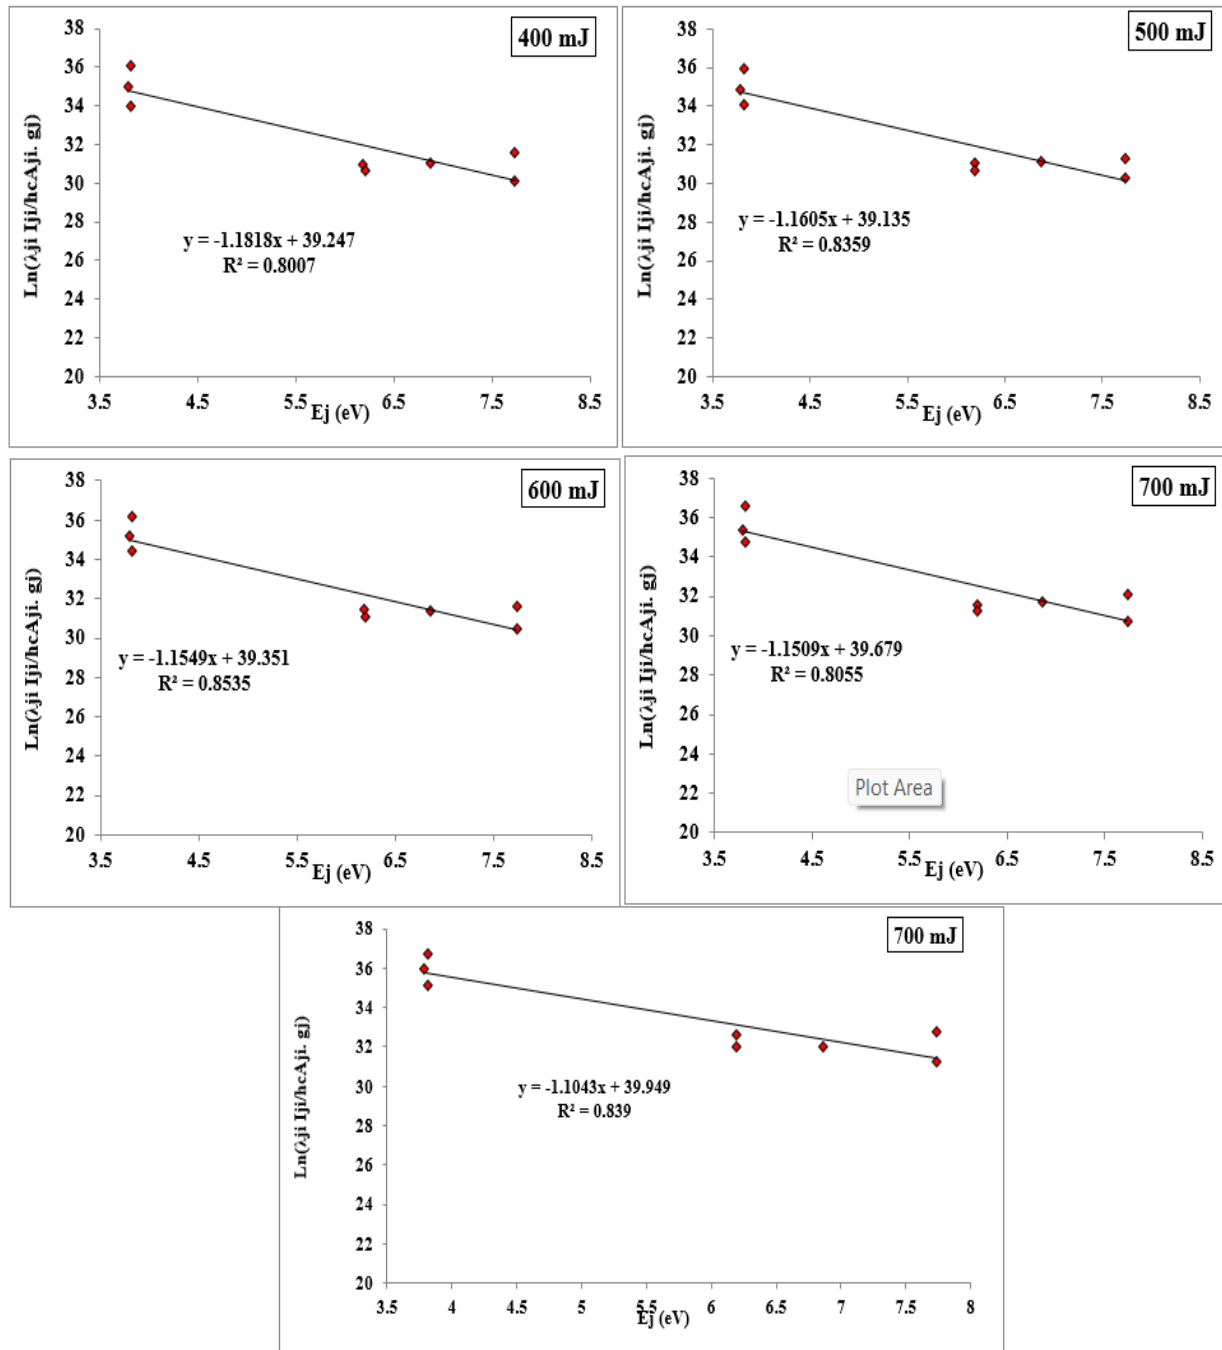 400 mJ
38
36
34
32
30
28
26
24
22
20
Ln(λji Iji/hcAji. gj)
y = -1.1818x + 39.247
R² = 0.8007
3.5 4.5 5.5 6.5 7.5 8.5
Ej (eV)
500 mJ
38
36
34
32
30
28
26
24
22
20
Ln(λji Iji/hcAji. gj)
y = -1.1605x + 39.135
R² = 0.8359
3.5 4.5 5.5 6.5 7.5 8.5
Ej (eV)
600 mJ
38
36
34
32
30
28
26
24
22
20
Ln(λji Iji/hcAji. gj)
y = -1.1549x + 39.351
R² = 0.8535
3.5 4.5 5.5 6.5 7.5 8.5
Ej (eV)
700 mJ
38
36
34
32
30
28
26
24
22
20
Ln(λji Iji/hcAji. gj)
y = -1.1509x + 39.679
R² = 0.8055
Plot Area
3.5 4.5 5.5 6.5 7.5 8.5
Ej (eV)
700 mJ
38
36
34
32
30
28
26
24
22
20
Ln(λji Iji/hcAji. gj)
y = -1.1043x + 39.949
R² = 0.839
3.5 4 4.5 5 5.5 6 6.5 7 7.5 8
Ej (eV)